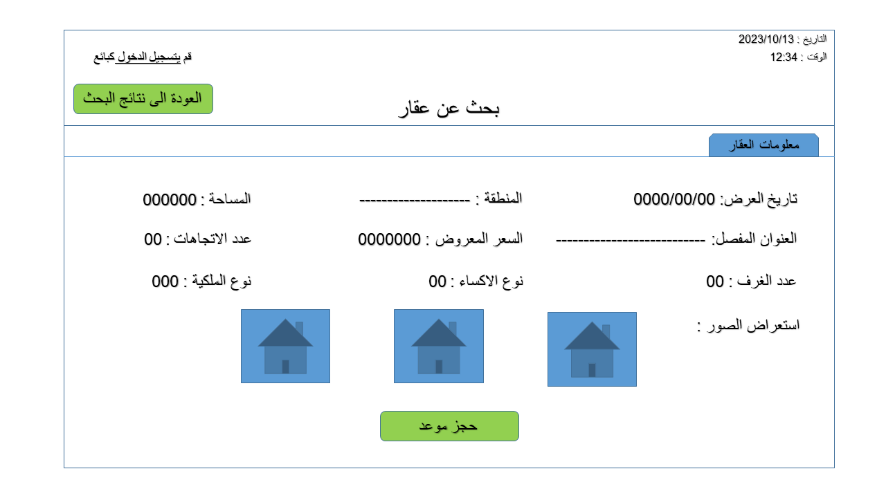 التاريخ : 2023/10/13
الوقت : 12:34
قم بتسجيل الدخول كبائع
العودة الى نتائج البحث
بحث عن عقار
معلومات العقار
تاريخ العرض: 0000/00/00
المنطقة : --------------------
المساحة : 000000
العنوان المفصل: ---------------------------
السعر المعروض : 0000000
عدد الاتجاهات : 00
عدد الغرف : 00
نوع الاكساء : 00
نوع الملكية : 000
استعراض الصور :
حجز موعد